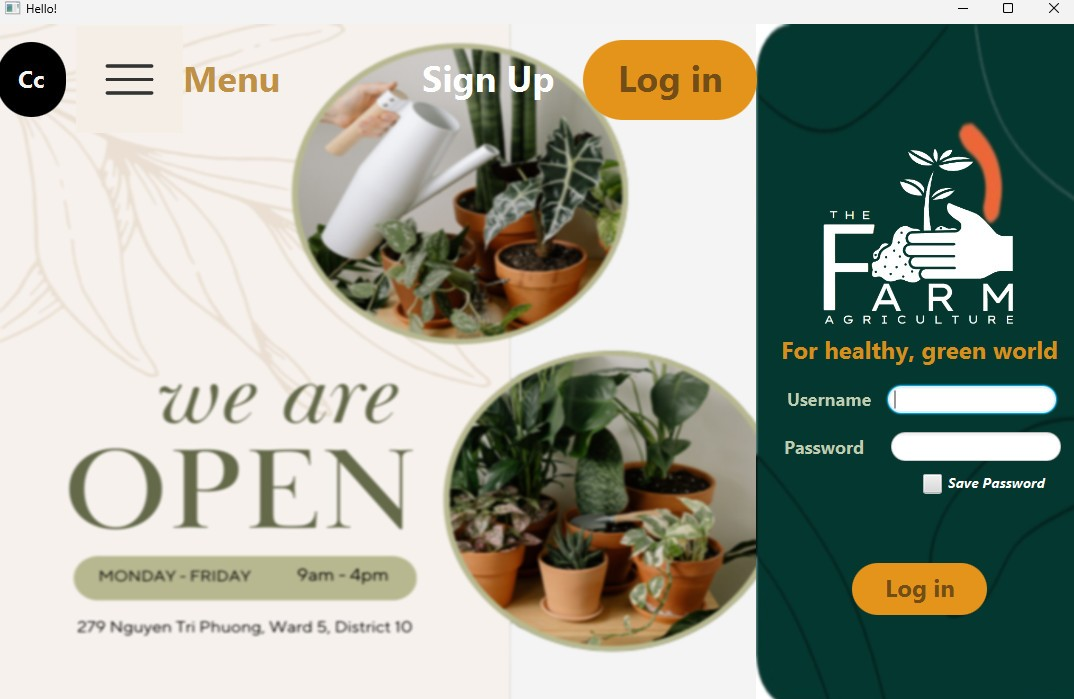 Hello!
Cc
Menu
Sign Up
Log in
we are
OPEN
MONDAY - FRIDAY 9am - 4pm
279 Nguyen Tri Phuong, Ward 5, District 10
THE
FARM
AGRICULTURE
For healthy, green world
Username
Password
Save Password
Log in